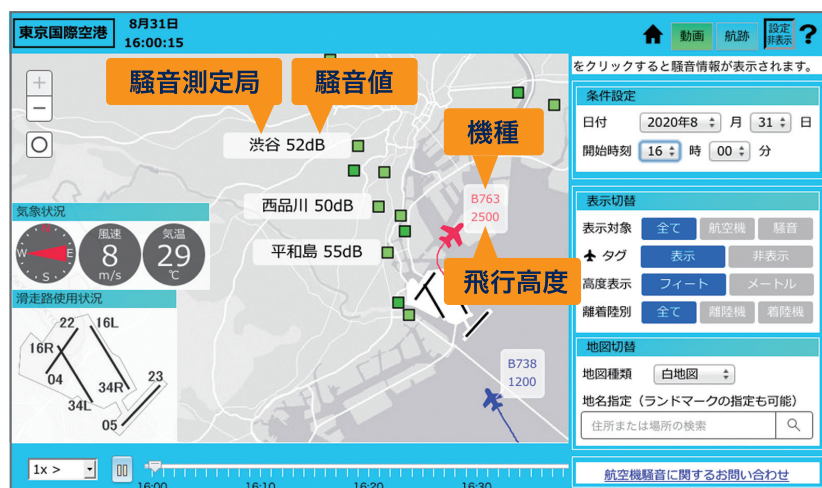 東京国際空港
8月31日
16:00:15
動画
航跡
設定
非表示
?
をクリックすると騒音情報が表示されます。
騒音測定局
騒音値
機種
飛行高度
+
−
渋谷 52dB
西品川 50dB
平和島 55dB
B763
2500
B738
1200
気象状況
N
W
E
S
風速
8
m/s
気温
29
℃
滑走路使用状況
22
16L
16R
04
34R
23
34L
05
条件設定
日付
2020年8
月
31
日
開始時刻
16
時
00
分
表示切替
表示対象
全て
航空機
騒音
タグ
表示
非表示
高度表示
フィート
メートル
離着陸別
全て
離陸機
着陸機
地図切替
地図種類
白地図
地名指定（ランドマークの指定も可能）
住所または場所の検索
航空機騒音に関するお問い合わせ
1x >
16:00
16:10
16:20
16:30